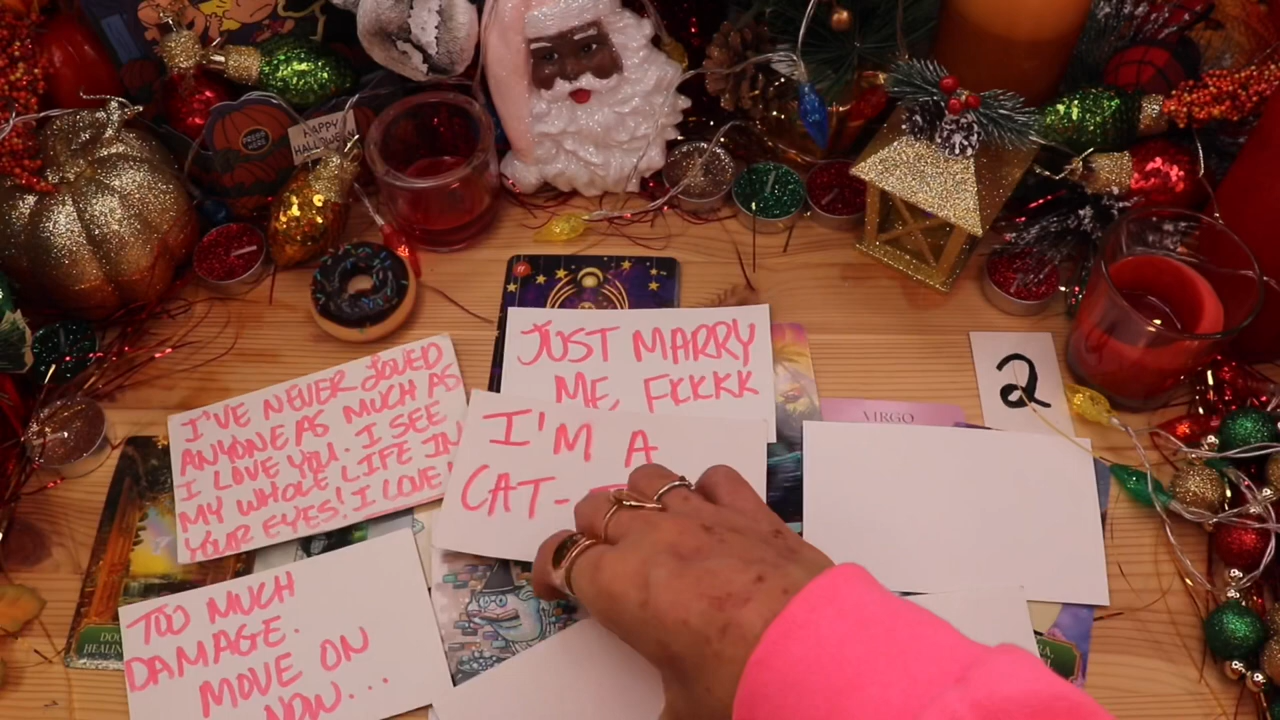 HAPPY
HALLOWEEN
JUST MARRY
ME, FKKKK
2
VIRGO
I'VE NEVER LOVED
ANYONE AS MUCH AS
I LOVE YOU. I SEE
MY WHOLE LIFE IN
YOUR EYES! I LOVE
I'M A
CAT-
TOO MUCH
DAMAGE.
MOVE ON
NOW...